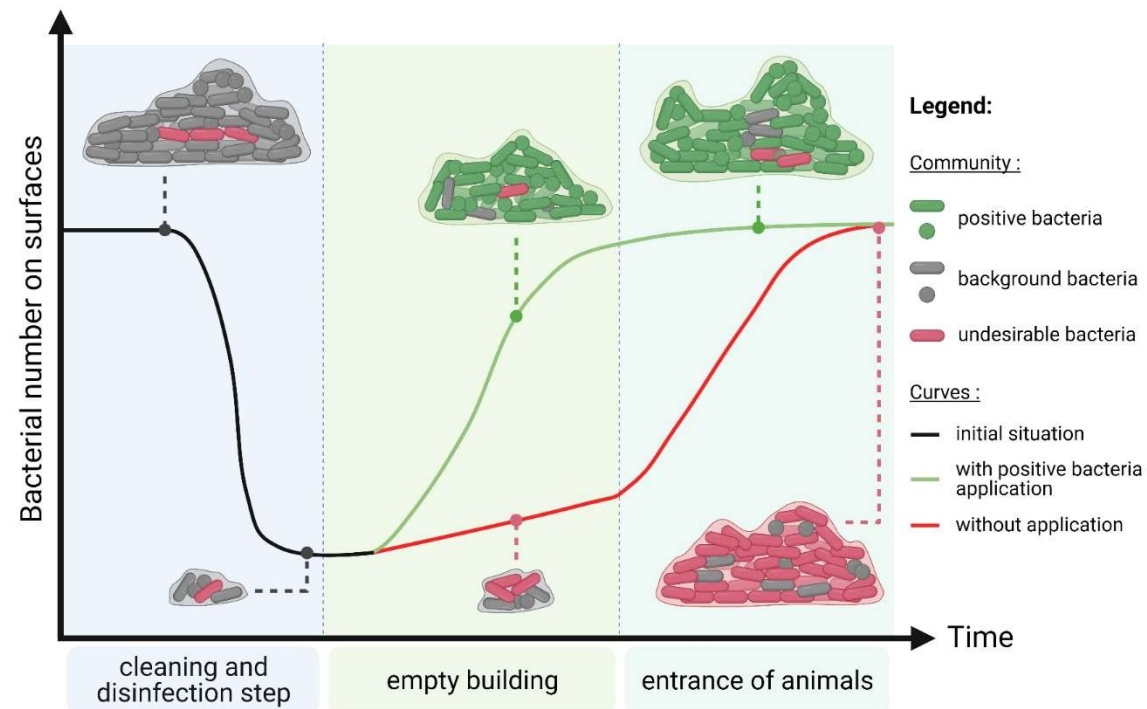 Bacterial number on surfaces
Time
cleaning and
disinfection step
empty building
entrance of animals
Legend:
Community :
positive bacteria
background bacteria
undesirable bacteria
Curves :
initial situation
with positive bacteria
application
without application